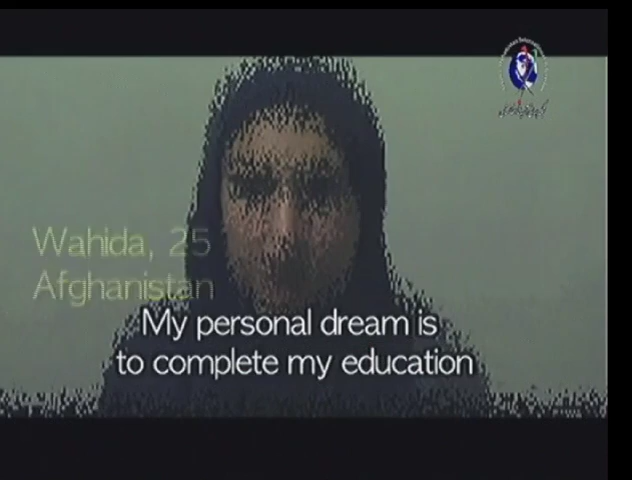 Wahida, 25
Afghanistan
My personal dream is
to complete my education